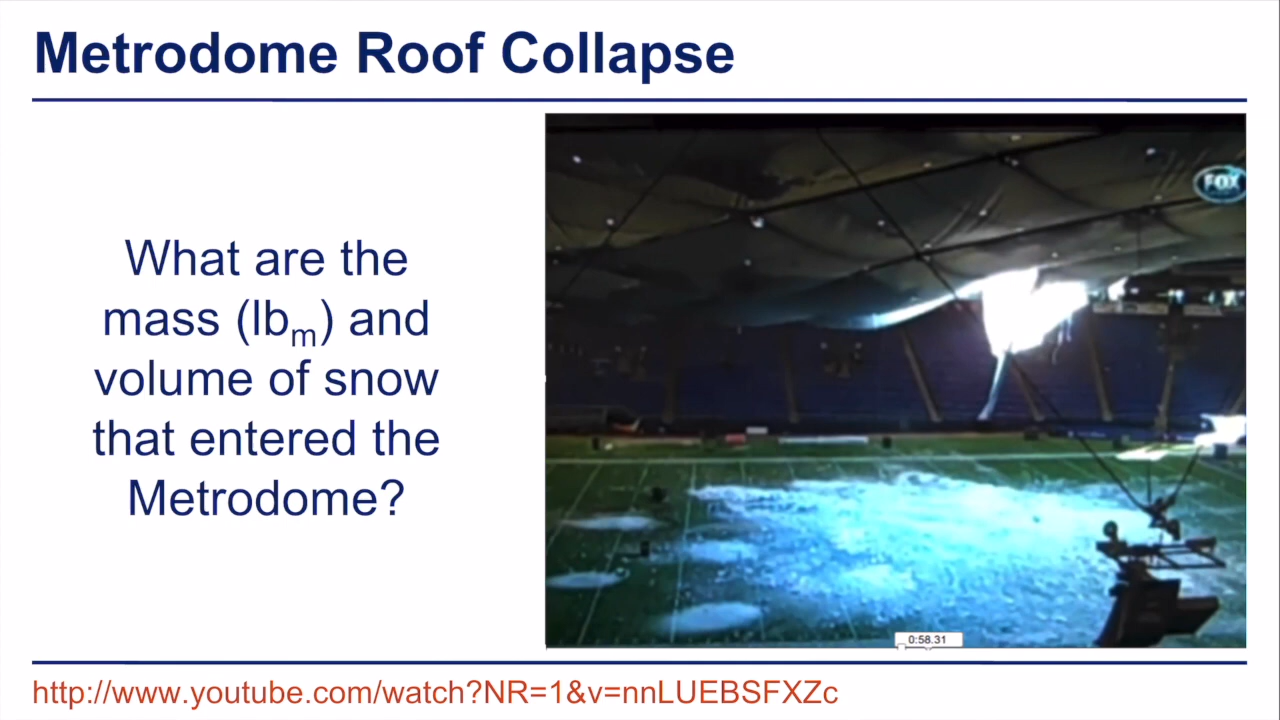 Metrodome Roof Collapse
What are the
mass (lbm) and
volume of snow
that entered the
Metrodome?
FOX
0:58.31
http://www.youtube.com/watch?NR=1&v=nnLUEBSFXZc